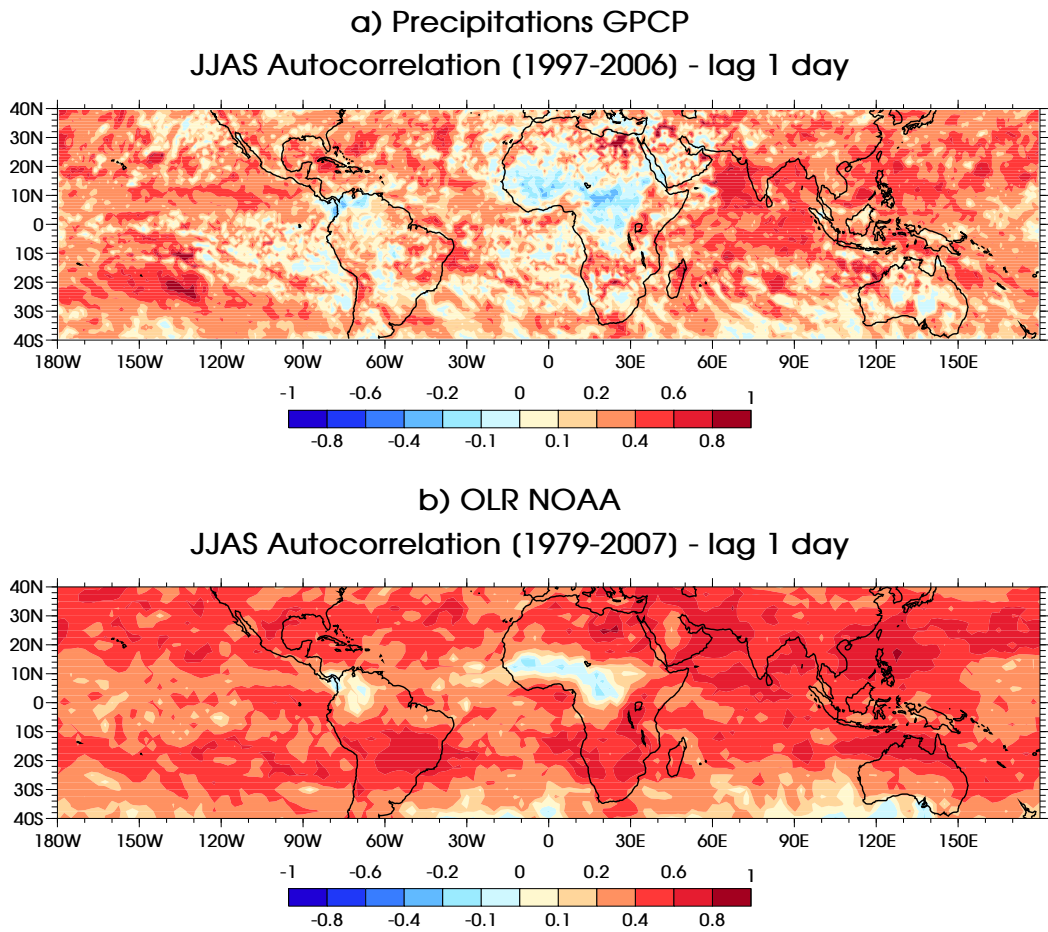 a) Precipitations GPCP
JJAS Autocorrelation (1997-2006) - lag 1 day
40N
30N
20N
10N
0
10S
20S
30S
40S
180W 150W 120W 90W 60W 30W 0 30E 60E 90E 120E 150E
-1 -0.6 -0.2 0 0.2 0.6 1
-0.8 -0.4 -0.1 0.1 0.4 0.8
b) OLR NOAA
JJAS Autocorrelation (1979-2007) - lag 1 day
40N
30N
20N
10N
0
10S
20S
30S
40S
180W 150W 120W 90W 60W 30W 0 30E 60E 90E 120E 150E
-1 -0.6 -0.2 0 0.2 0.6 1
-0.8 -0.4 -0.1 0.1 0.4 0.8